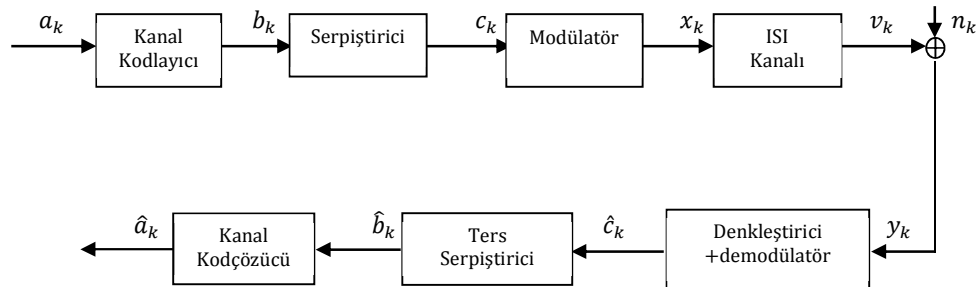 a_k
Kanal
Kodlayıcı
b_k
Serpiştirici
c_k
Modülatör
x_k
ISI
Kanalı
v_k
n_k
â_k
Kanal
Kodçözücü
b̂_k
Ters
Serpiştirici
ĉ_k
Denkleştirici
+demodülatör
y_k